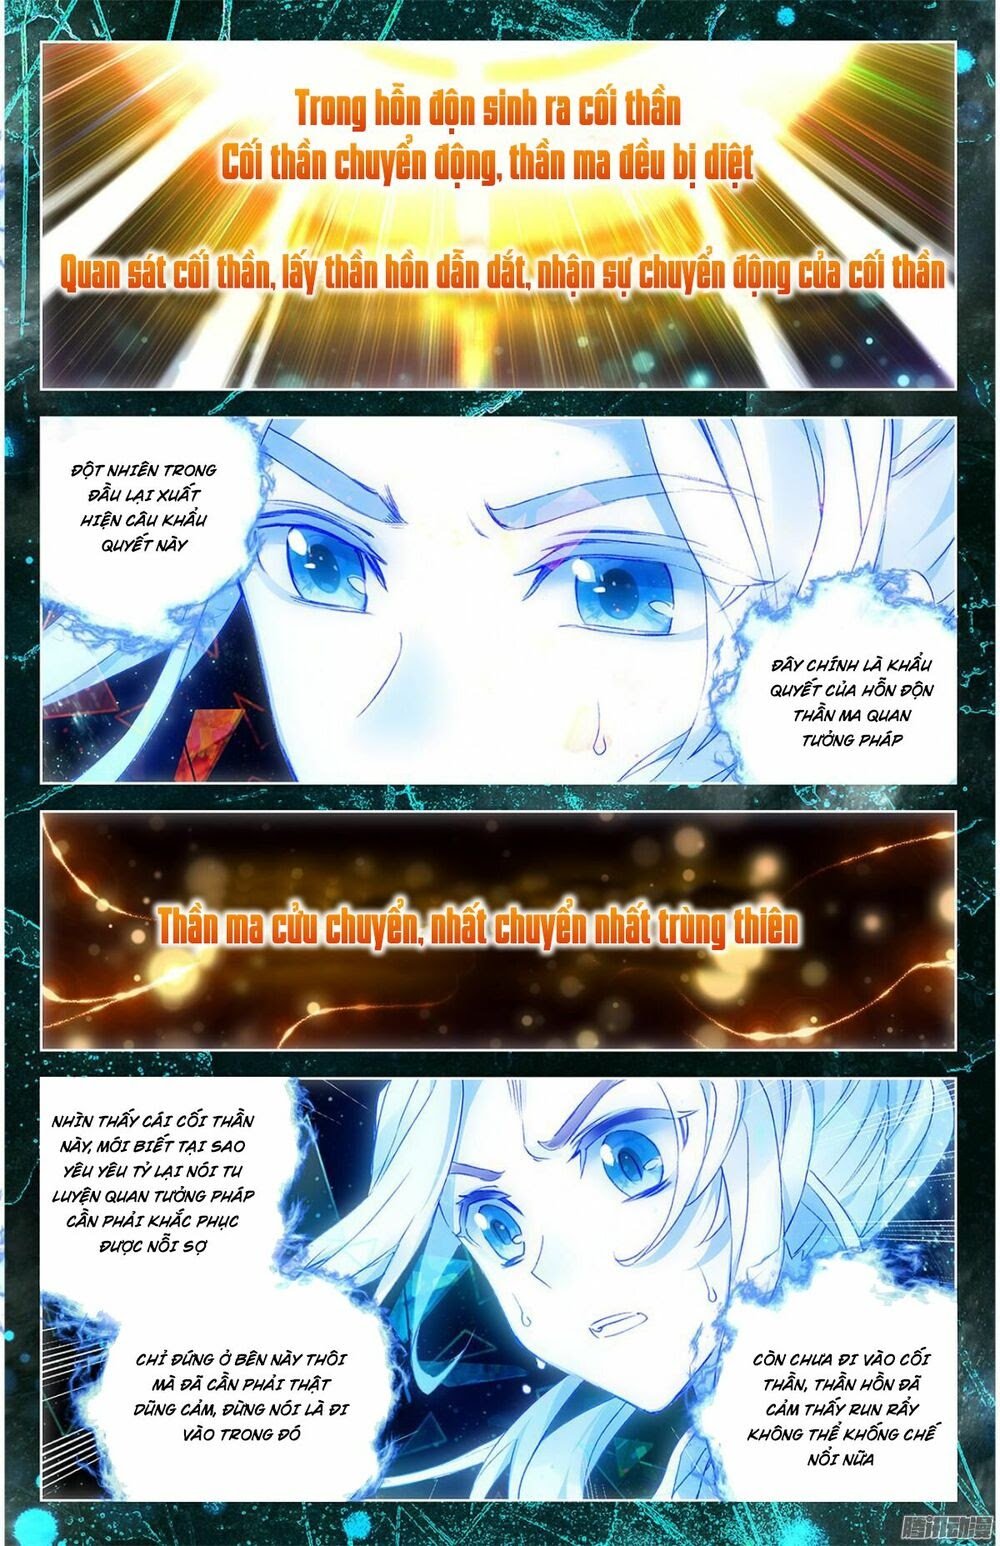 Trong hỗn độn sinh ra cối thần
Cối thần chuyển động, thần ma đều bị diệt
Quan sát cối thần, lấy thần hồn dẫn dắt, nhận sự chuyển động của cối thần
ĐỘT NHIÊN TRONG
ĐẦU LẠI XUẤT
HIỆN CÂU KHẨU
QUYẾT NÀY
ĐÂY CHÍNH LÀ KHẨU
QUYẾT CỦA HỖN ĐỘN
THẦN MA QUAN
TƯỞNG PHÁP
Thần ma cửu chuyển, nhất chuyển nhất trùng thiên
NHÌN THẤY CÁI CỐI THẦN
NÀY, MỚI BIẾT TẠI SAO
YÊU YÊU TỶ LẠI NÓI TU
LUYỆN QUAN TƯỞNG PHÁP
CẦN PHẢI KHẮC PHỤC
ĐƯỢC NỖI SỢ
CHỈ ĐỨNG Ở BÊN NÀY THÔI
MÀ ĐÃ CẦN PHẢI THẬT
DŨNG CẢM, ĐỪNG NÓI LÀ ĐI
VÀO TRONG ĐÓ
CÒN CHƯA ĐI VÀO CỐI
THẦN, THẦN HỒN ĐÃ
CẢM THẤY RUN RẨY
KHÔNG THỂ KHỐNG CHẾ
NỔI NỮA
腾讯动漫